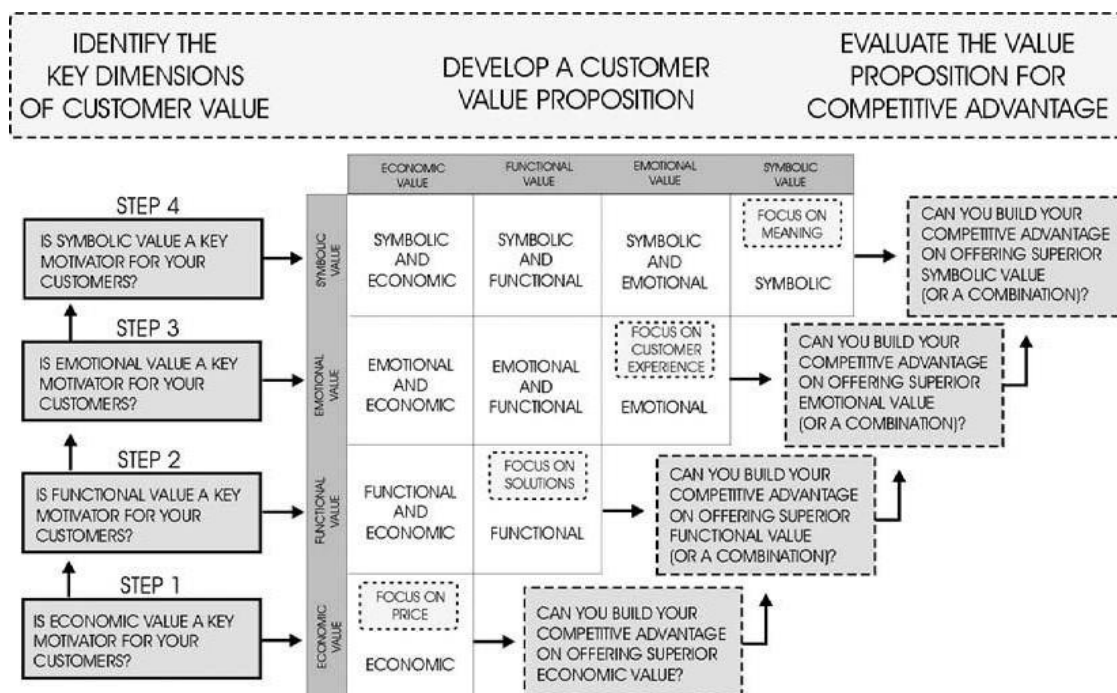 IDENTIFY THE
KEY DIMENSIONS
OF CUSTOMER VALUE
DEVELOP A CUSTOMER
VALUE PROPOSITION
EVALUATE THE VALUE
PROPOSITION FOR
COMPETITIVE ADVANTAGE
ECONOMIC
VALUE
FUNCTIONAL
VALUE
EMOTIONAL
VALUE
SYMBOLIC
VALUE
STEP 4
IS SYMBOLIC VALUE A KEY
MOTIVATOR FOR YOUR
CUSTOMERS?
SYMBOLIC
VALUE
SYMBOLIC
AND
ECONOMIC
SYMBOLIC
AND
FUNCTIONAL
SYMBOLIC
AND
EMOTIONAL
FOCUS ON
MEANING
SYMBOLIC
CAN YOU BUILD YOUR
COMPETITIVE ADVANTAGE
ON OFFERING SUPERIOR
SYMBOLIC VALUE
(OR A COMBINATION)?
STEP 3
IS EMOTIONAL VALUE A KEY
MOTIVATOR FOR YOUR
CUSTOMERS?
EMOTIONAL
VALUE
EMOTIONAL
AND
ECONOMIC
EMOTIONAL
AND
FUNCTIONAL
FOCUS ON
CUSTOMER
EXPERIENCE
EMOTIONAL
CAN YOU BUILD YOUR
COMPETITIVE ADVANTAGE
ON OFFERING SUPERIOR
EMOTIONAL VALUE
(OR A COMBINATION)?
STEP 2
IS FUNCTIONAL VALUE A KEY
MOTIVATOR FOR YOUR
CUSTOMERS?
FUNCTIONAL
VALUE
FUNCTIONAL
AND
ECONOMIC
FOCUS ON
SOLUTIONS
FUNCTIONAL
CAN YOU BUILD YOUR
COMPETITIVE ADVANTAGE
ON OFFERING SUPERIOR
FUNCTIONAL VALUE
(OR A COMBINATION)?
STEP 1
IS ECONOMIC VALUE A KEY
MOTIVATOR FOR YOUR
CUSTOMERS?
ECONOMIC
VALUE
FOCUS ON
PRICE
ECONOMIC
CAN YOU BUILD YOUR
COMPETITIVE ADVANTAGE
ON OFFERING SUPERIOR
ECONOMIC VALUE?